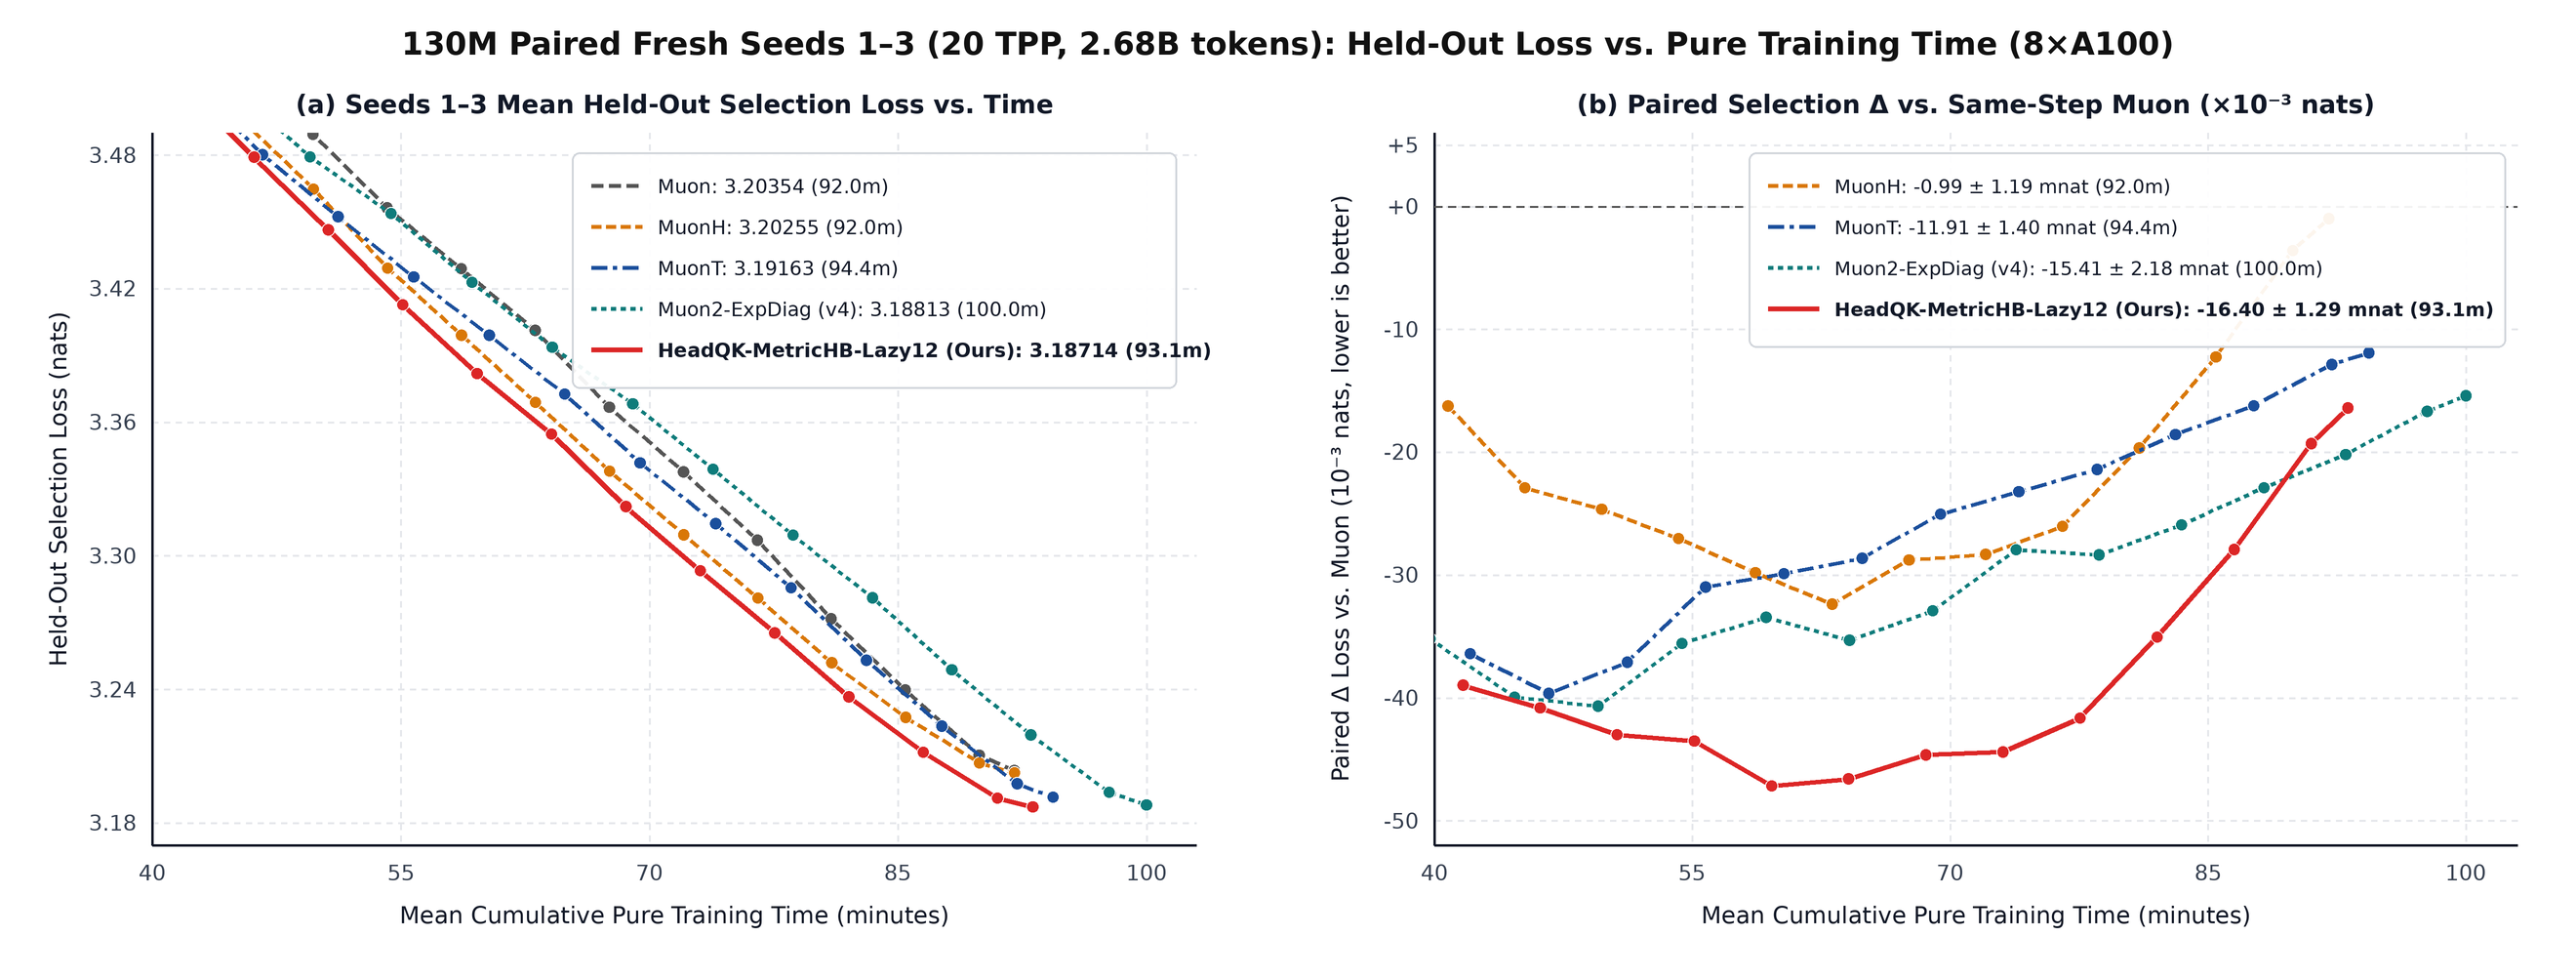 130M Paired Fresh Seeds 1–3 (20 TPP, 2.68B tokens): Held-Out Loss vs. Pure Training Time (8×A100)
(a) Seeds 1–3 Mean Held-Out Selection Loss vs. Time
Held-Out Selection Loss (nats)
3.48
3.42
3.36
3.30
3.24
3.18
Muon: 3.20354 (92.0m)
MuonH: 3.20255 (92.0m)
MuonT: 3.19163 (94.4m)
Muon2-ExpDiag (v4): 3.18813 (100.0m)
HeadQK-MetricHB-Lazy12 (Ours): 3.18714 (93.1m)
40 55 70 85 100
Mean Cumulative Pure Training Time (minutes)
(b) Paired Selection Δ vs. Same-Step Muon (×10⁻³ nats)
Paired Δ Loss vs. Muon (10⁻³ nats, lower is better)
+5
+0
-10
-20
-30
-40
-50
MuonH: -0.99 ± 1.19 mnat (92.0m)
MuonT: -11.91 ± 1.40 mnat (94.4m)
Muon2-ExpDiag (v4): -15.41 ± 2.18 mnat (100.0m)
HeadQK-MetricHB-Lazy12 (Ours): -16.40 ± 1.29 mnat (93.1m)
40 55 70 85 100
Mean Cumulative Pure Training Time (minutes)